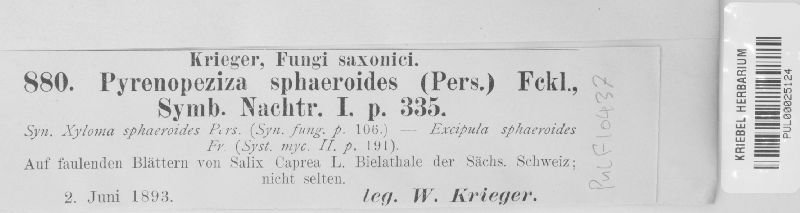 Krieger, Fungi saxonici.
880. Pyrenopeziza sphaeroides (Pers.) Fckl.,
Symb. Nachtr. I. p. 335.
Syn. Xyloma sphaeroides Pers. (Syn. fung. p. 106.) — Excipula sphaeroides
Fr. (Syst. myc. II. p. 191).
Auf faulenden Blättern von Salix Caprea L. Bielathale der Sächs. Schweiz;
nicht selten.
2. Juni 1893.
leg. W. Krieger.
PUL F10437
KRIEBEL HERBARIUM
PUL00025124